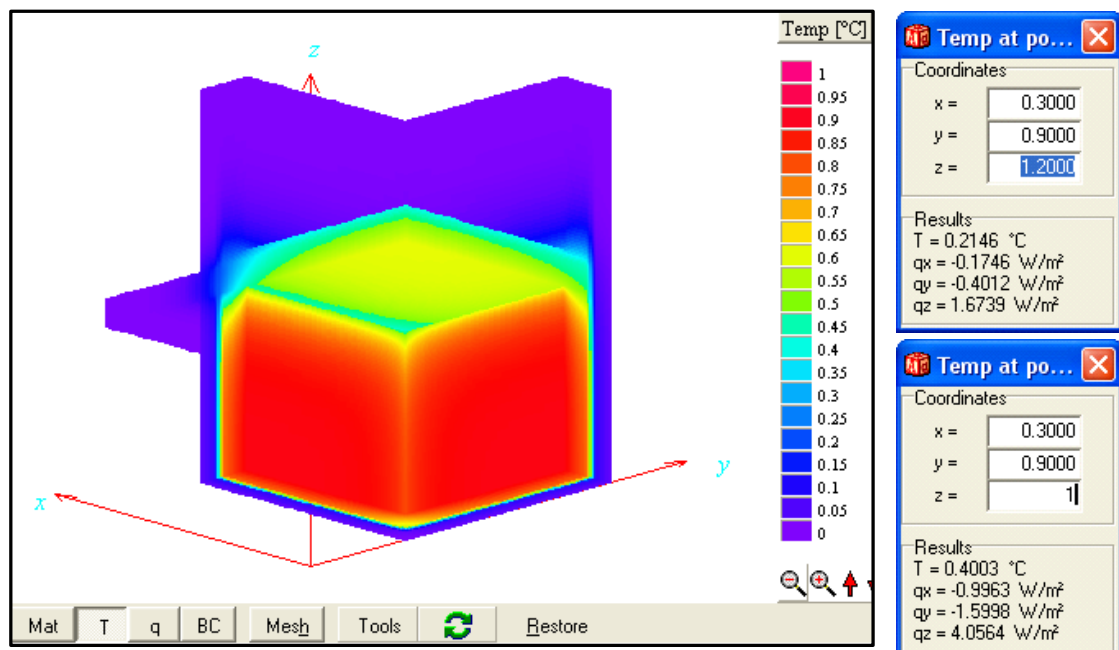 z
x
y
Temp [°C]
1
0.95
0.9
0.85
0.8
0.75
0.7
0.65
0.6
0.55
0.5
0.45
0.4
0.35
0.3
0.25
0.2
0.15
0.1
0.05
0
Mat T q BC Mesh Tools Restore
Temp at po...
Coordinates
x = 0.3000
y = 0.9000
z = 1.2000
Results
T = 0.2146 °C
qx = -0.1746 W/m²
qy = -0.4012 W/m²
qz = 1.6739 W/m²
Temp at po...
Coordinates
x = 0.3000
y = 0.9000
z = 1
Results
T = 0.4003 °C
qx = -0.9963 W/m²
qy = -1.5998 W/m²
qz = 4.0564 W/m²